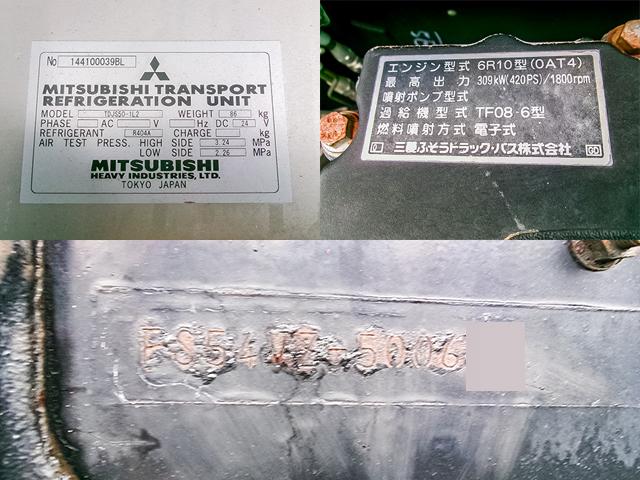 No 144100039BL
MITSUBISHI TRANSPORT
REFRIGERATION UNIT
MODEL TDJS50-1L2 WEIGHT 86 kg
PHASE AC V Hz DC 24 V
REFRIGERANT R404A CHARGE kg
AIR TEST PRESS. HIGH SIDE 3.24 MPa
LOW SIDE 2.26 MPa
MITSUBISHI
HEAVY INDUSTRIES, LTD.
TOKYO JAPAN
エンジン型式 6R10型(0AT4)
最高出力 309kW(420PS)/1800rpm
噴射ポンプ型式
過給機型式 TF08-6型
燃料噴射方式 電子式
三菱ふそうトラック・バス株式会社
FS54JZ-5006